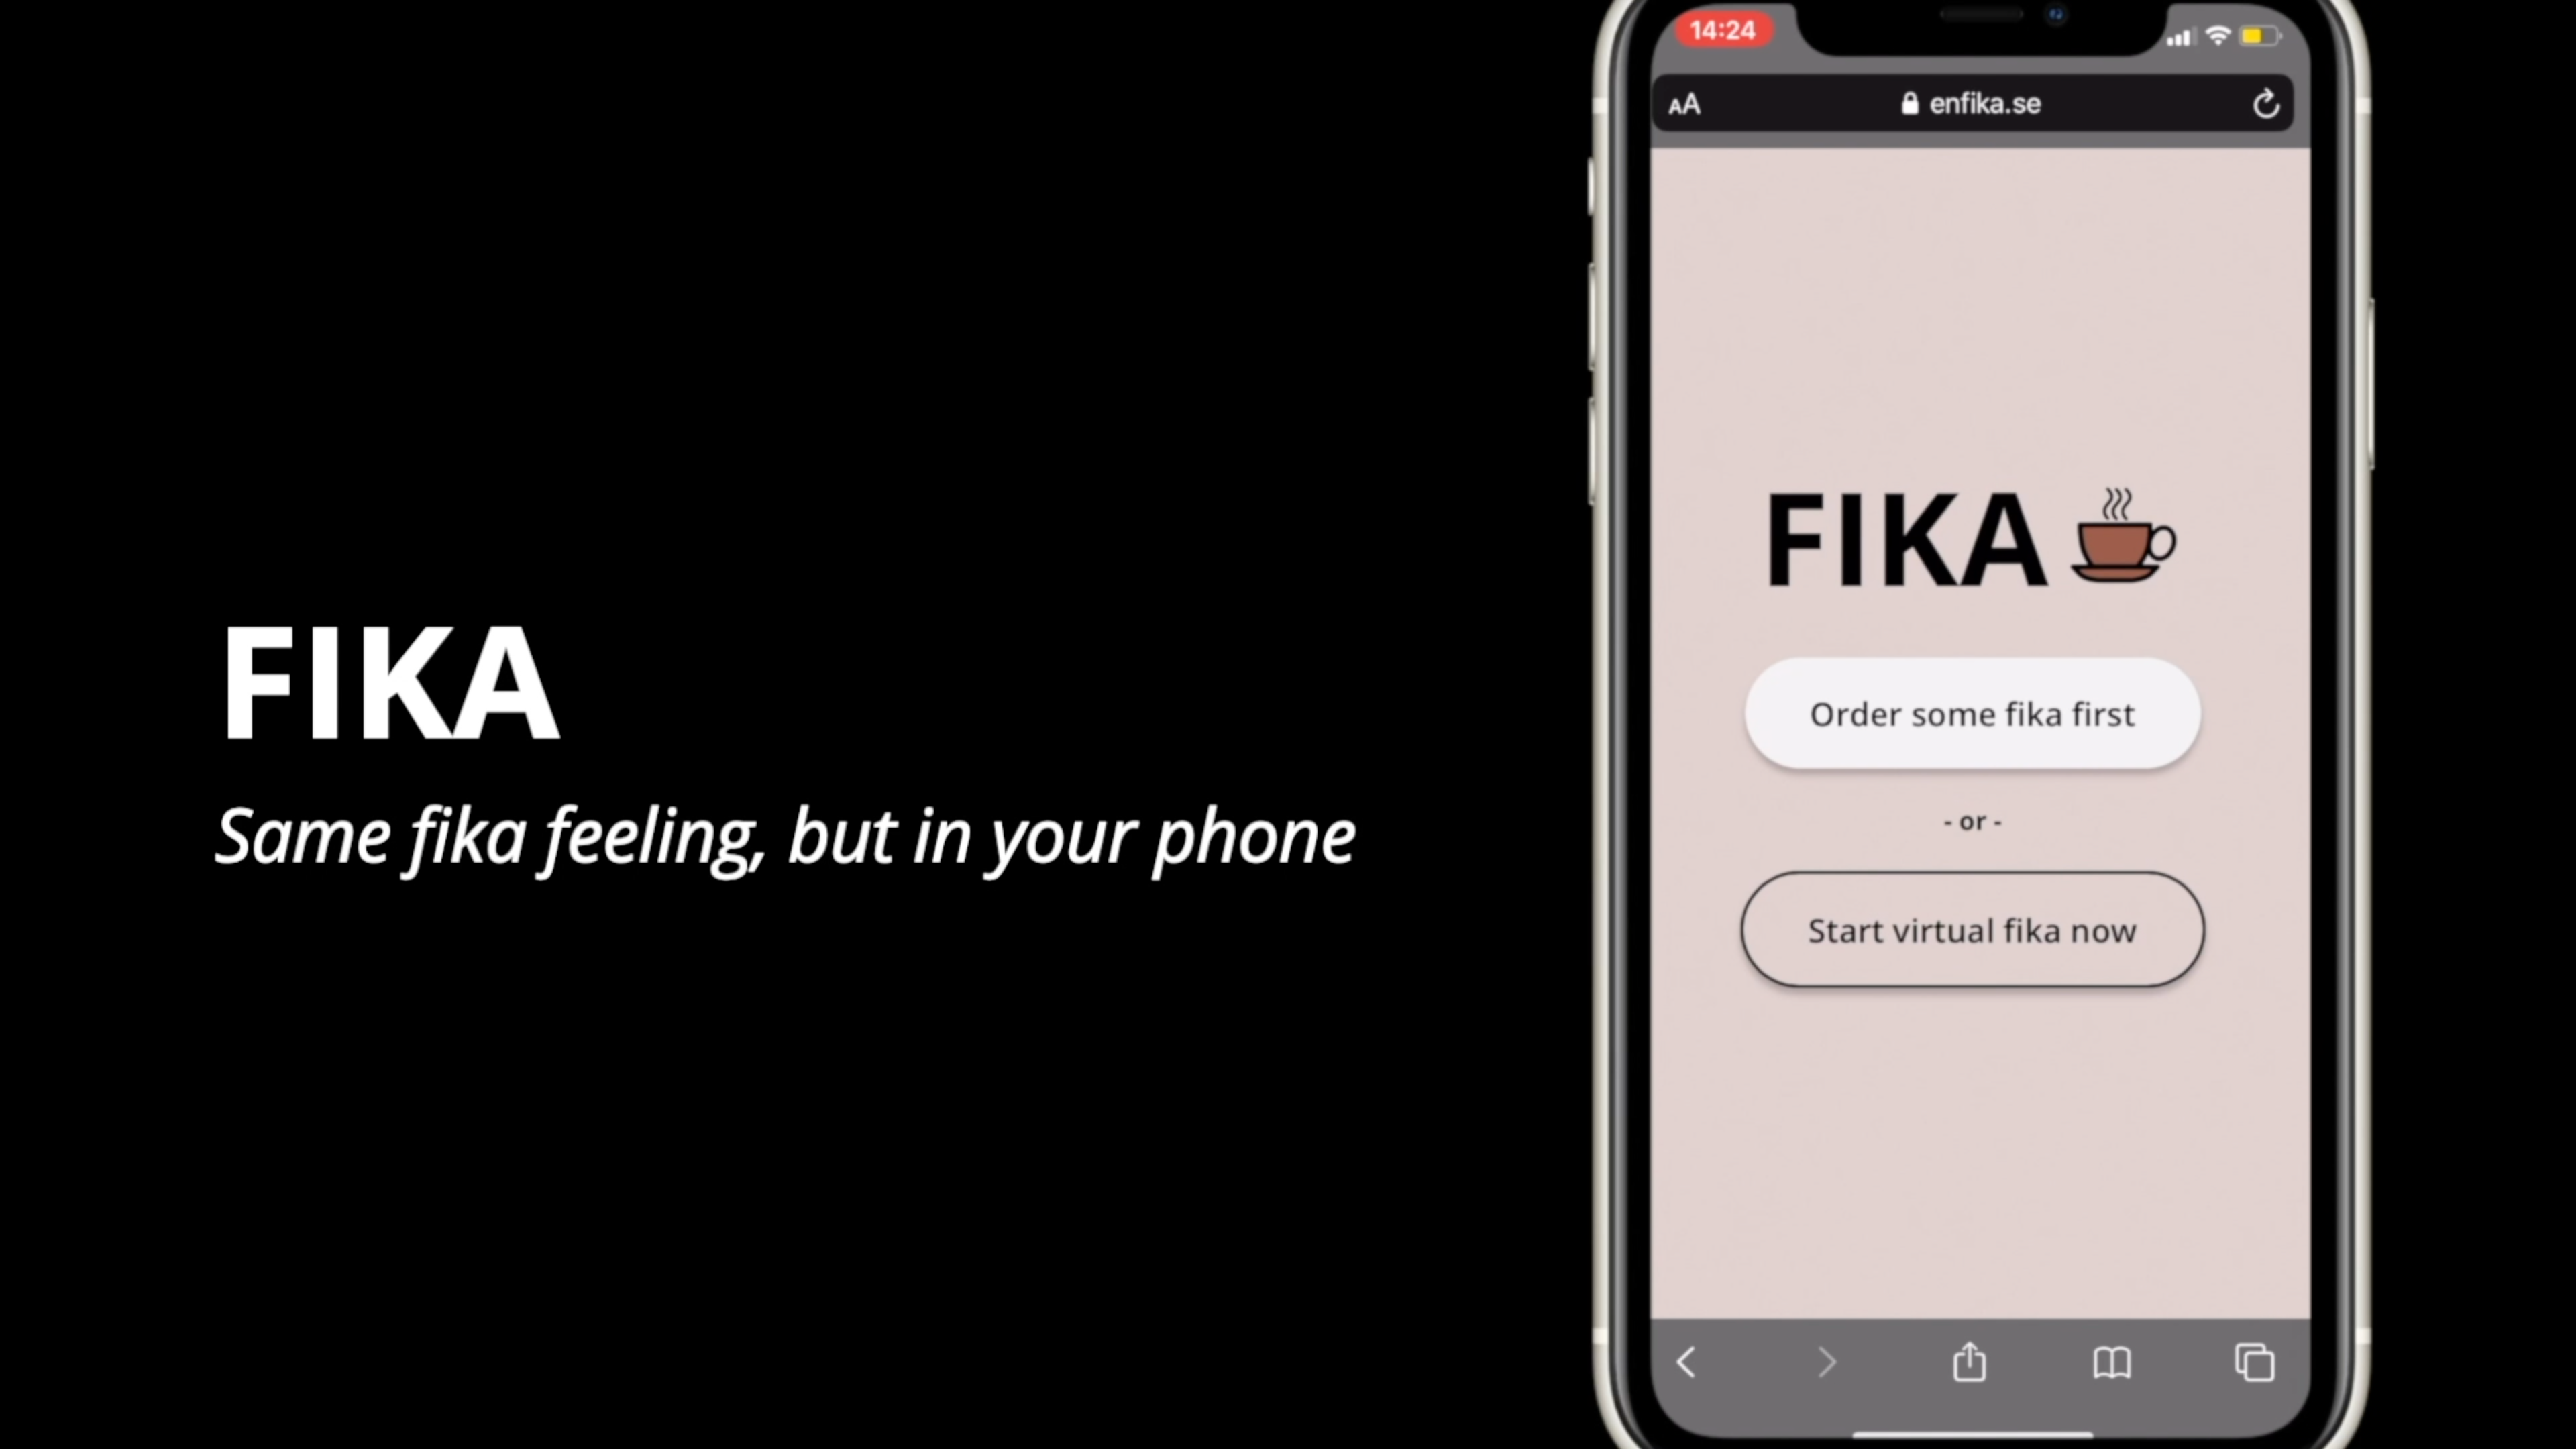 FIKA
Same fika feeling, but in your phone
14:24
AA
enfika.se
FIKA
Order some fika first
- or -
Start virtual fika now